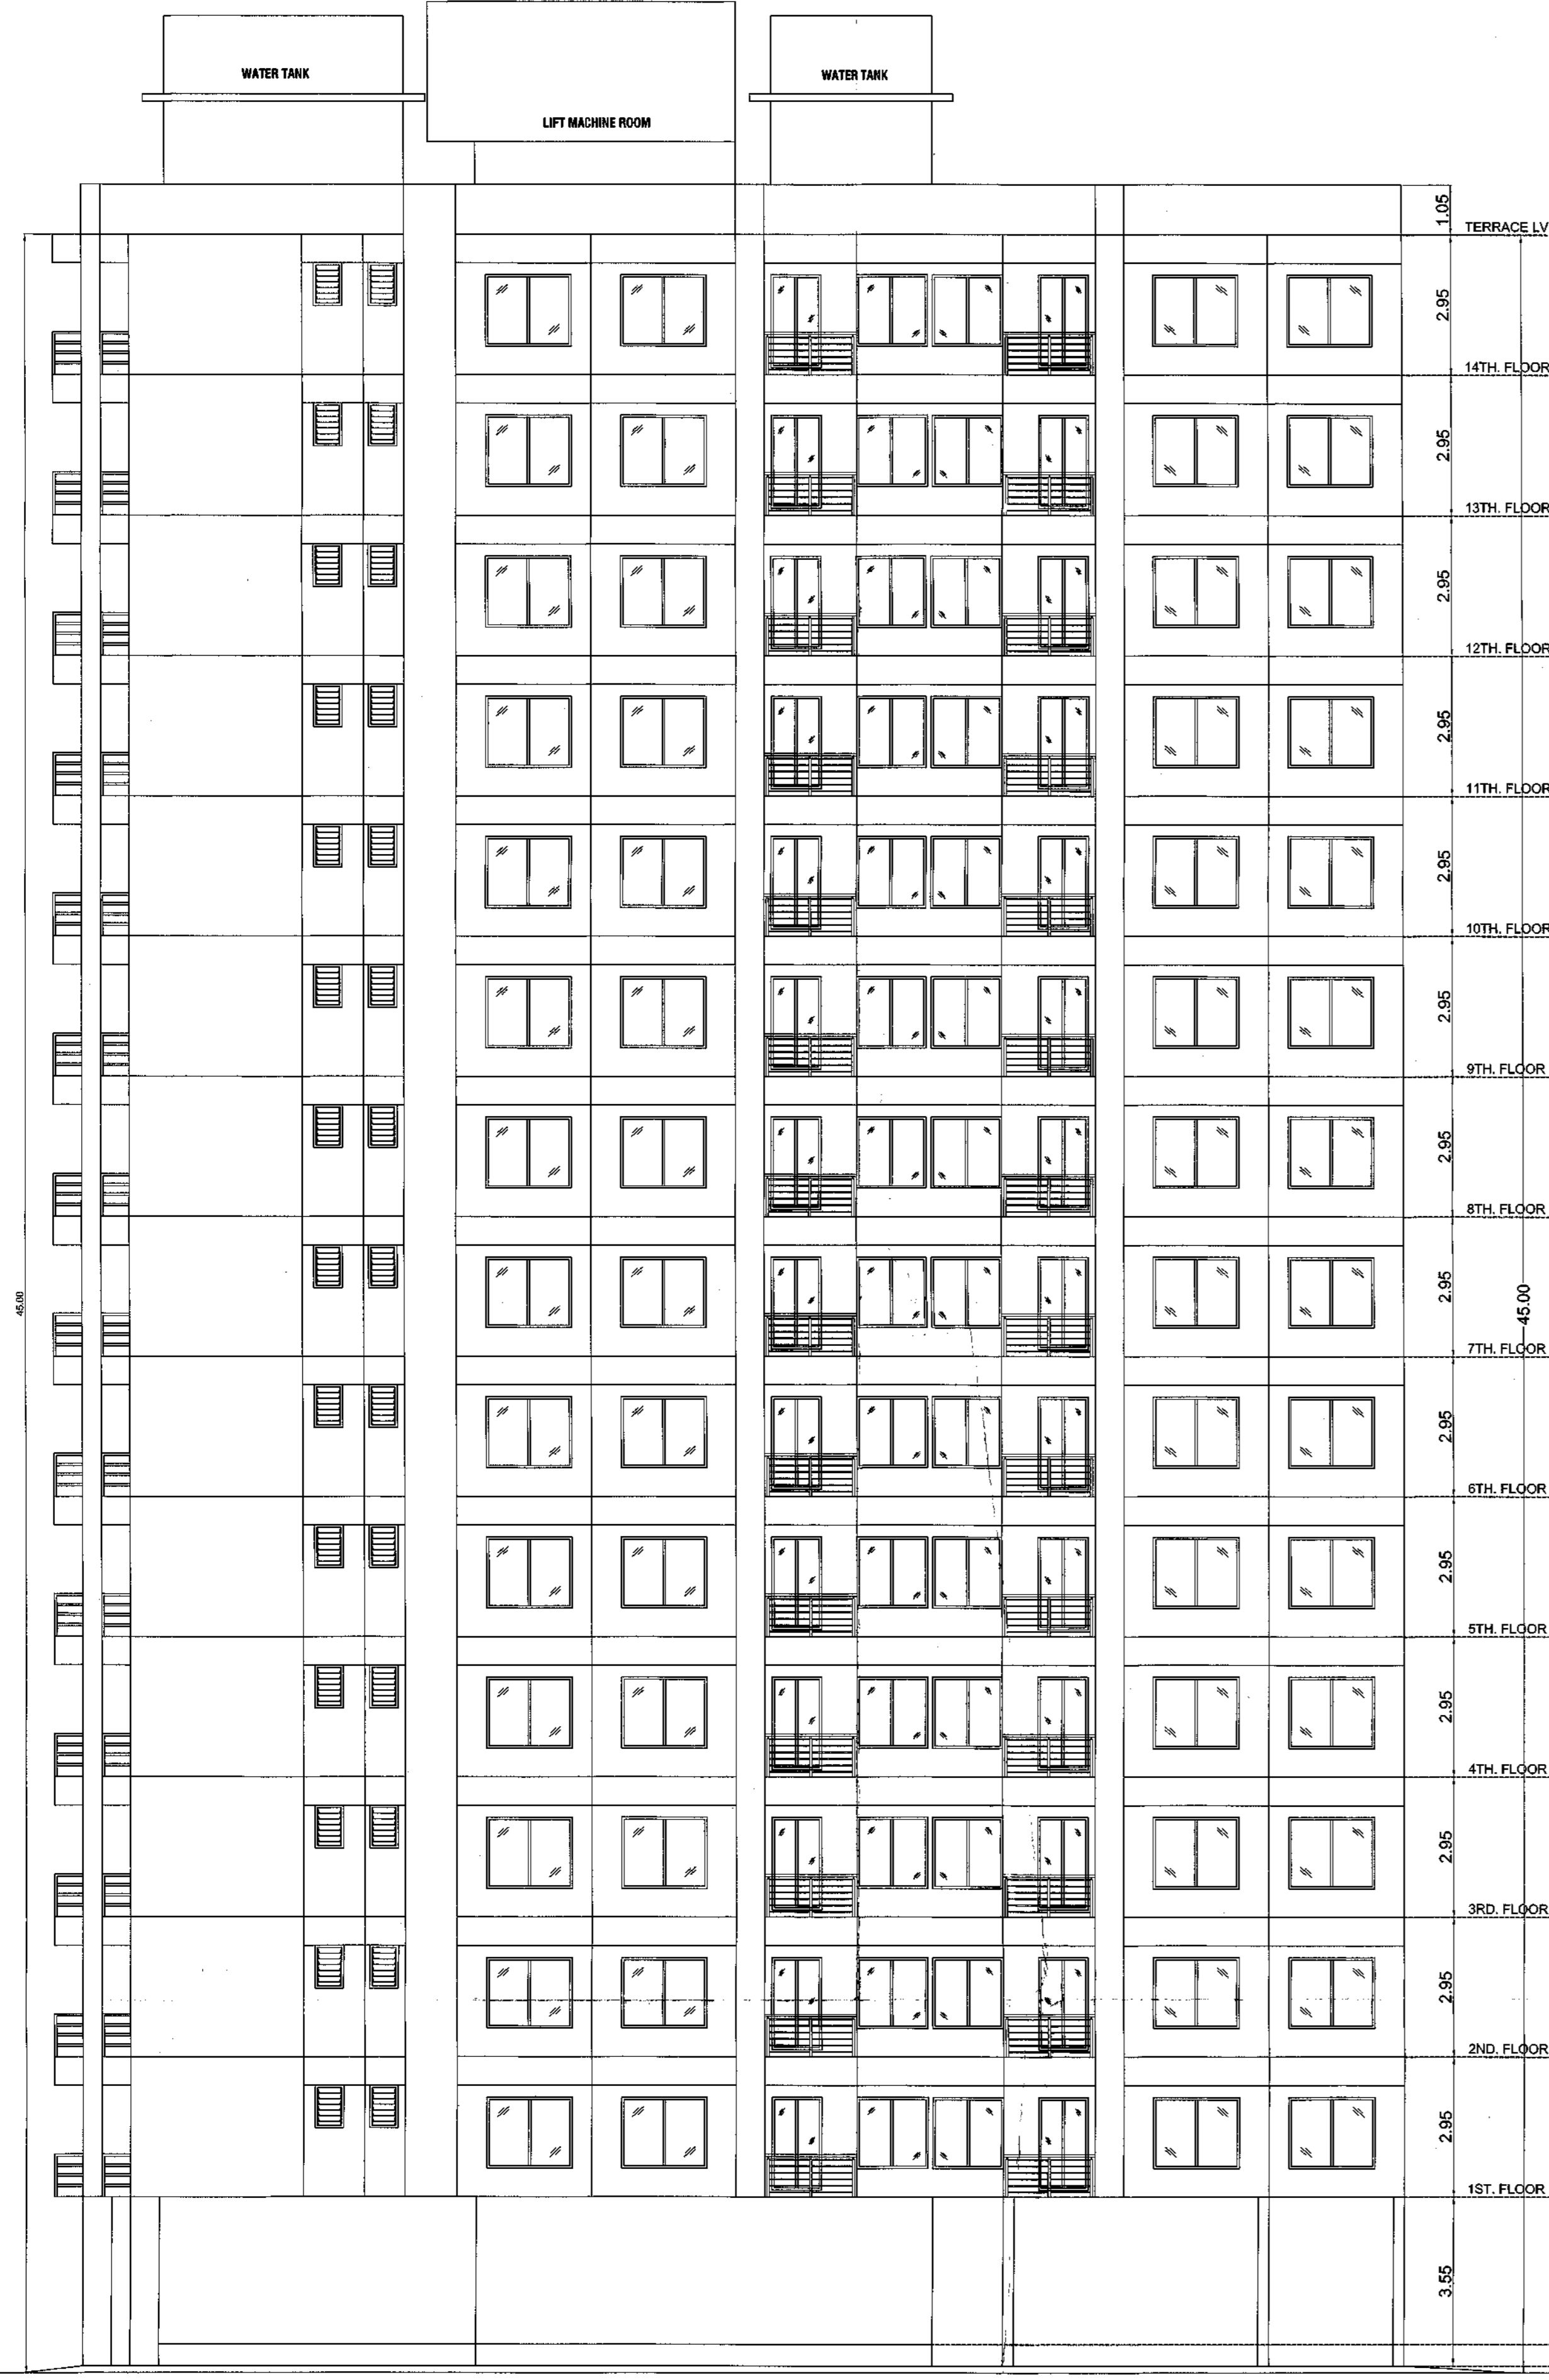 WATER TANK
WATER TANK
LIFT MACHINE ROOM
1.05
TERRACE LV
2.95
14TH. FLOOR
2.95
13TH. FLOOR
2.95
12TH. FLOOR
2.95
11TH. FLOOR
2.95
10TH. FLOOR
2.95
9TH. FLOOR
2.95
8TH. FLOOR
2.95
45.00
45.00
7TH. FLOOR
2.95
6TH. FLOOR
2.95
5TH. FLOOR
2.95
4TH. FLOOR
2.95
3RD. FLOOR
2.95
2ND. FLOOR
2.95
1ST. FLOOR
3.55